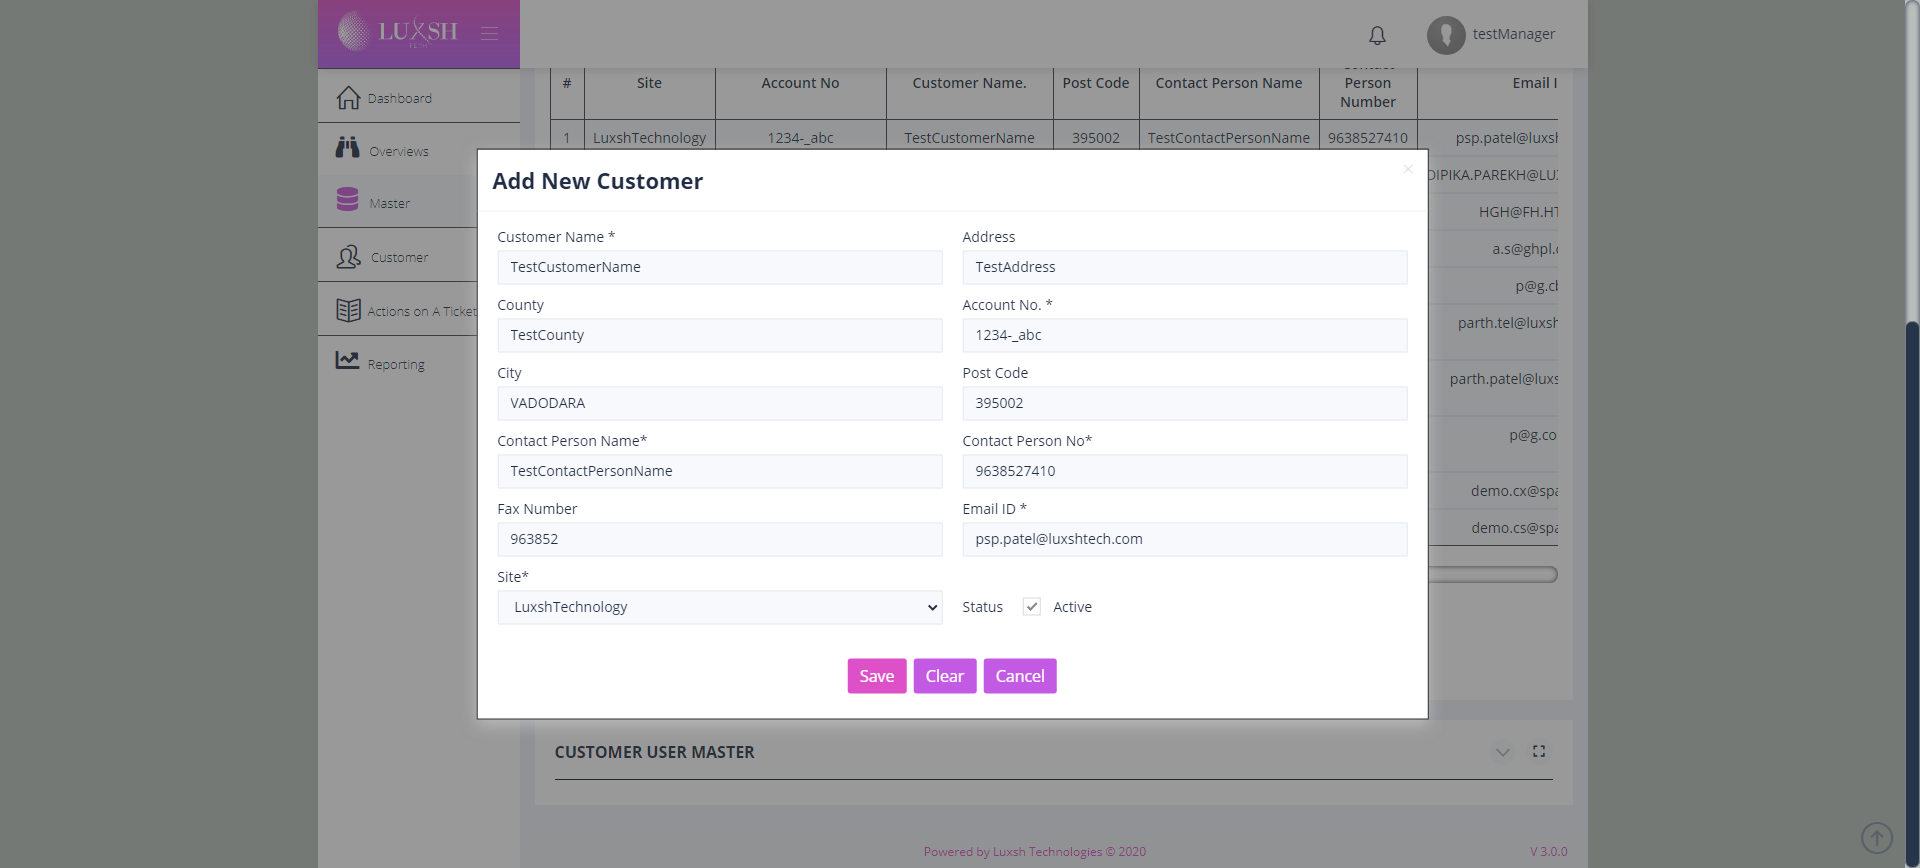 LUXSH
TECH
testManager
Dashboard
Overviews
Master
Customer
Actions on A Ticket
Reporting
# Site Account No Customer Name. Post Code Contact Person Name Contact Person Number Email I
1 LuxshTechnology 1234-_abc TestCustomerName 395002 TestContactPersonName 9638527410 psp.patel@luxsh
DIPIKA.PAREKH@LUX
HGH@FH.HT
a.s@ghpl.
p@g.cb
parth.tel@luxsh
parth.patel@luxs
p@g.co
demo.cx@spa
demo.cs@spa
Add New Customer
×
Customer Name *
TestCustomerName
Address
TestAddress
County
TestCounty
Account No. *
1234-_abc
City
VADODARA
Post Code
395002
Contact Person Name*
TestContactPersonName
Contact Person No*
9638527410
Fax Number
963852
Email ID *
psp.patel@luxshtech.com
Site*
LuxshTechnology
Status Active
Save Clear Cancel
CUSTOMER USER MASTER
Powered by Luxsh Technologies © 2020
V 3.0.0